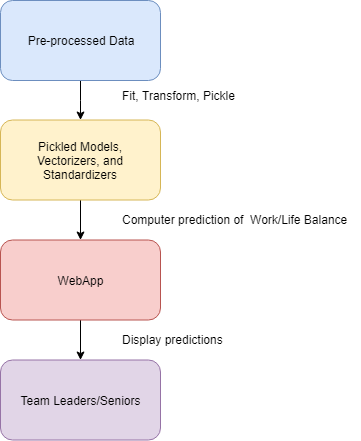 Pre-processed Data
Fit, Transform, Pickle
Pickled Models,
Vectorizers, and
Standardizers
Computer prediction of  Work/Life Balance
WebApp
Display predictions
Team Leaders/Seniors